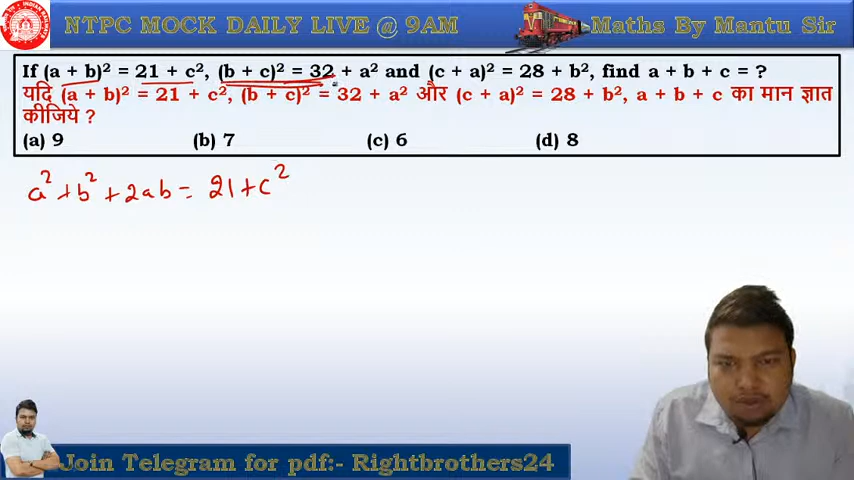 NTPC MOCK DAILY LIVE @ 9AM
Maths By Mantu Sir
If (a + b)² = 21 + c², (b + c)² = 32 + a² and (c + a)² = 28 + b², find a + b + c = ?
यदि (a + b)² = 21 + c², (b + c)² = 32 + a² और (c + a)² = 28 + b², a + b + c का मान ज्ञात
कीजिये ?
(a) 9 (b) 7 (c) 6 (d) 8
a² + b² + 2ab = 21 + c²
Join Telegram for pdf:- Rightbrothers24